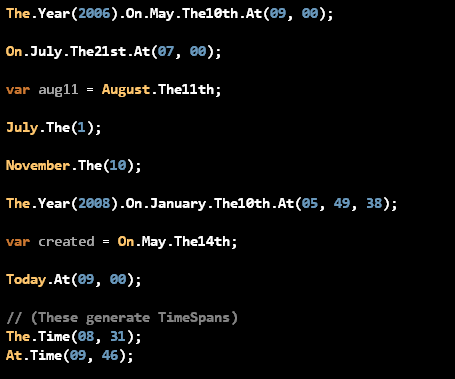 The.Year(2006).On.May.The10th.At(09, 00);
On.July.The21st.At(07, 00);
var aug11 = August.The11th;
July.The(1);
November.The(10);
The.Year(2008).On.January.The10th.At(05, 49, 38);
var created = On.May.The14th;
Today.At(09, 00);
// (These generate TimeSpans)
The.Time(08, 31);
At.Time(09, 46);